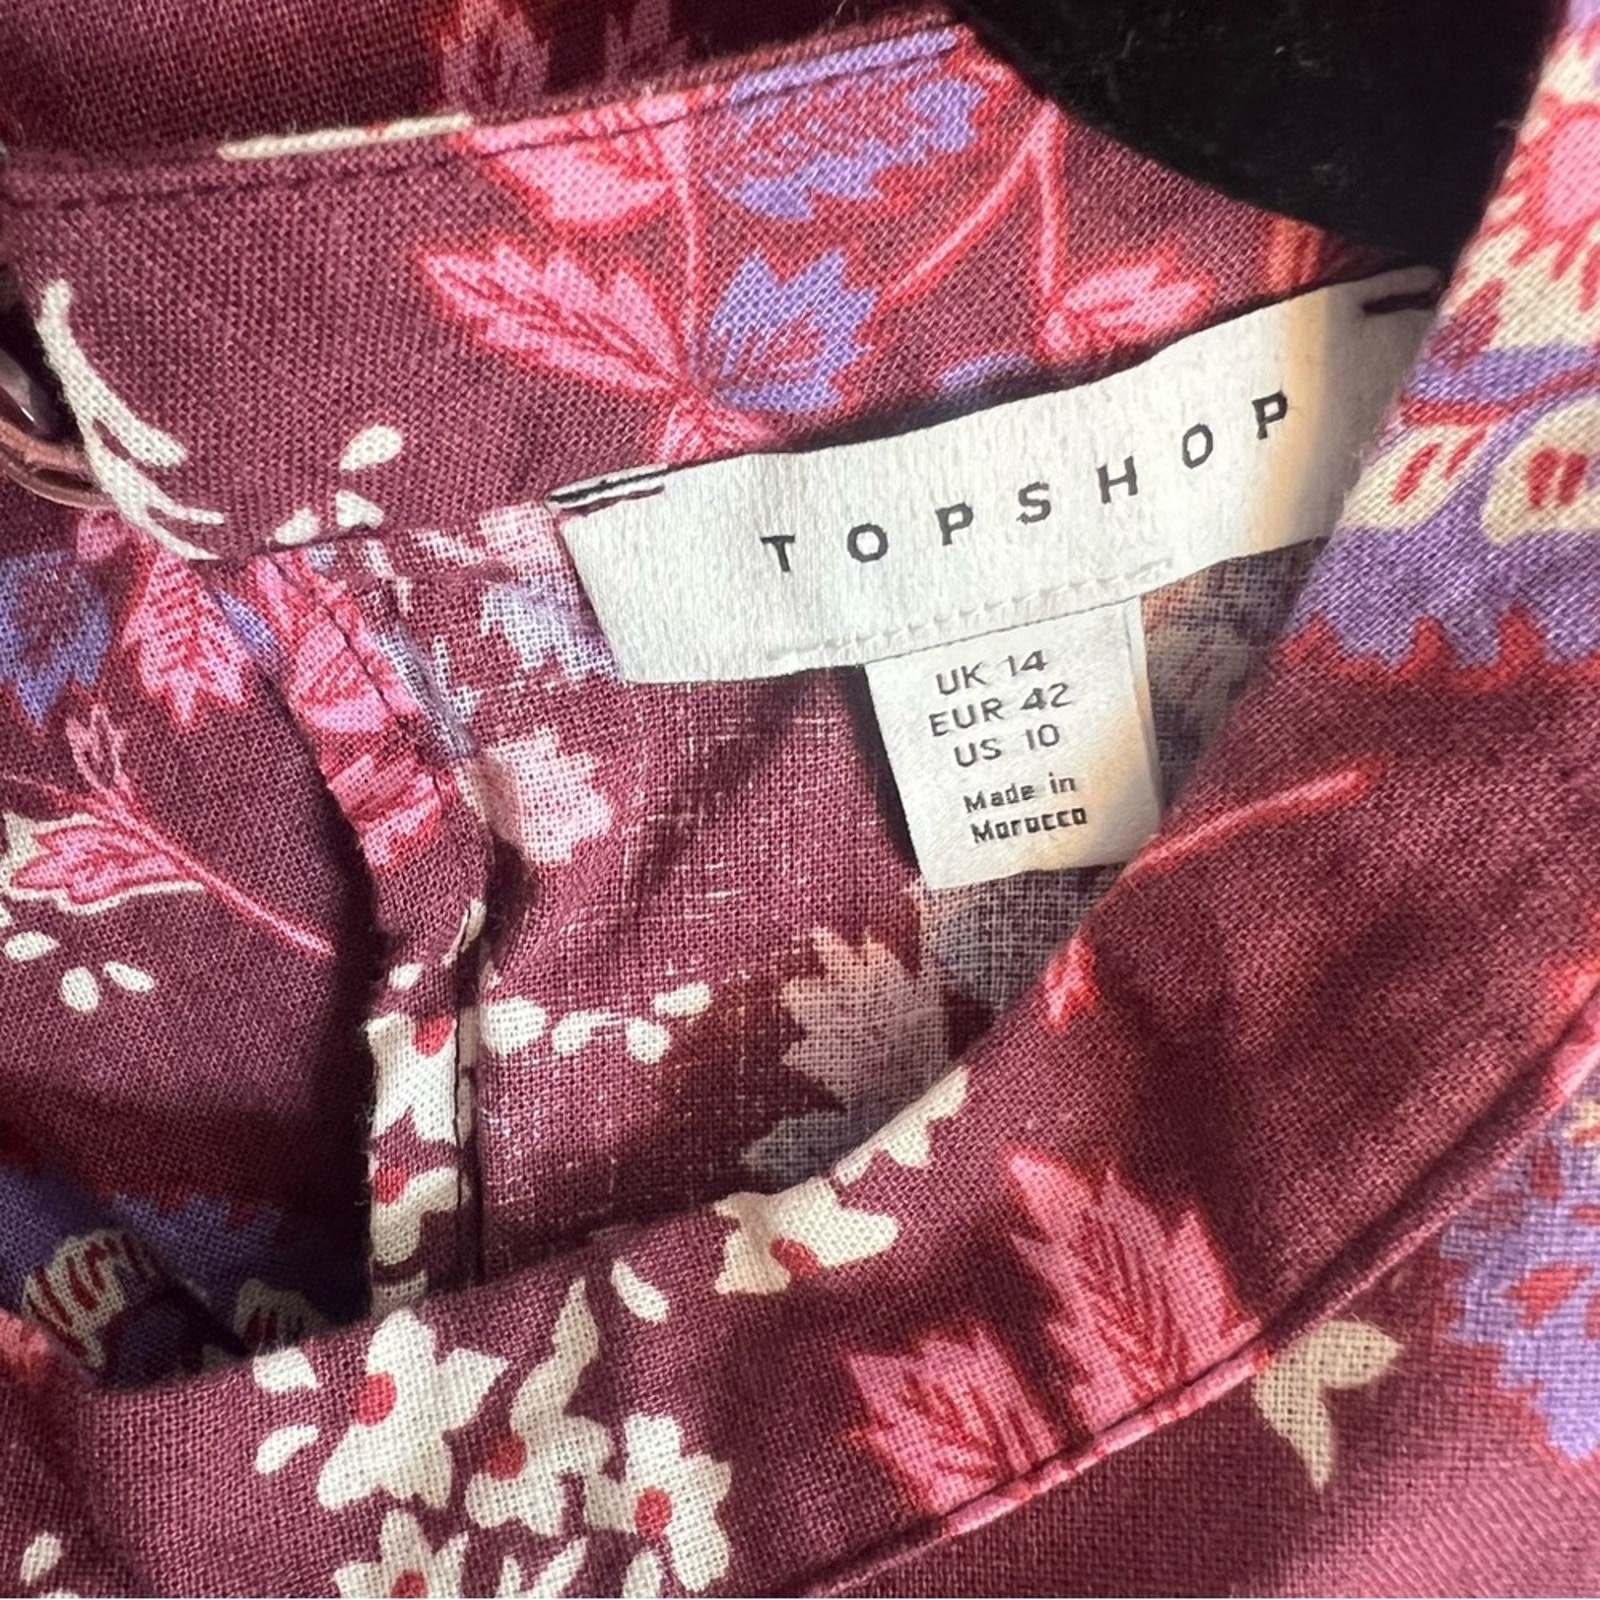 TOPSHOP
UK 14
EUR 42
US 10
Made in
Morocco